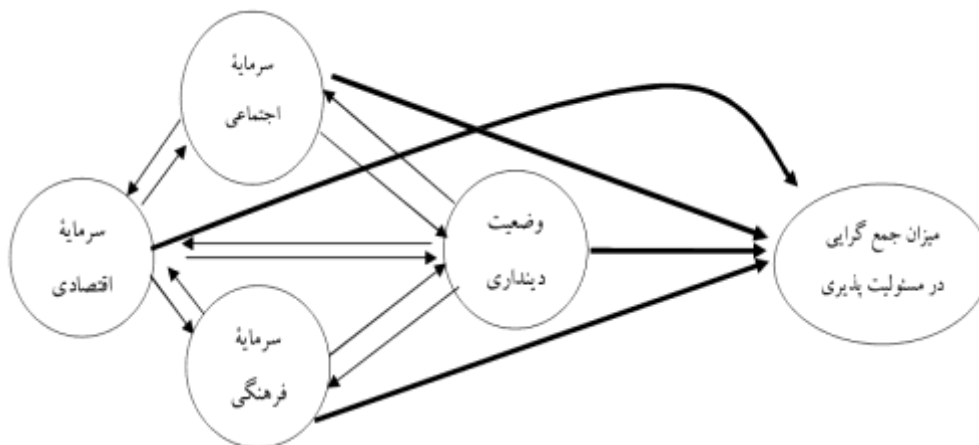 سرمایهٔ
اجتماعی
سرمایهٔ
اقتصادی
وضعیت
دینداری
میزان جمع گرایی
در مسئولیت پذیری
سرمایهٔ
فرهنگی